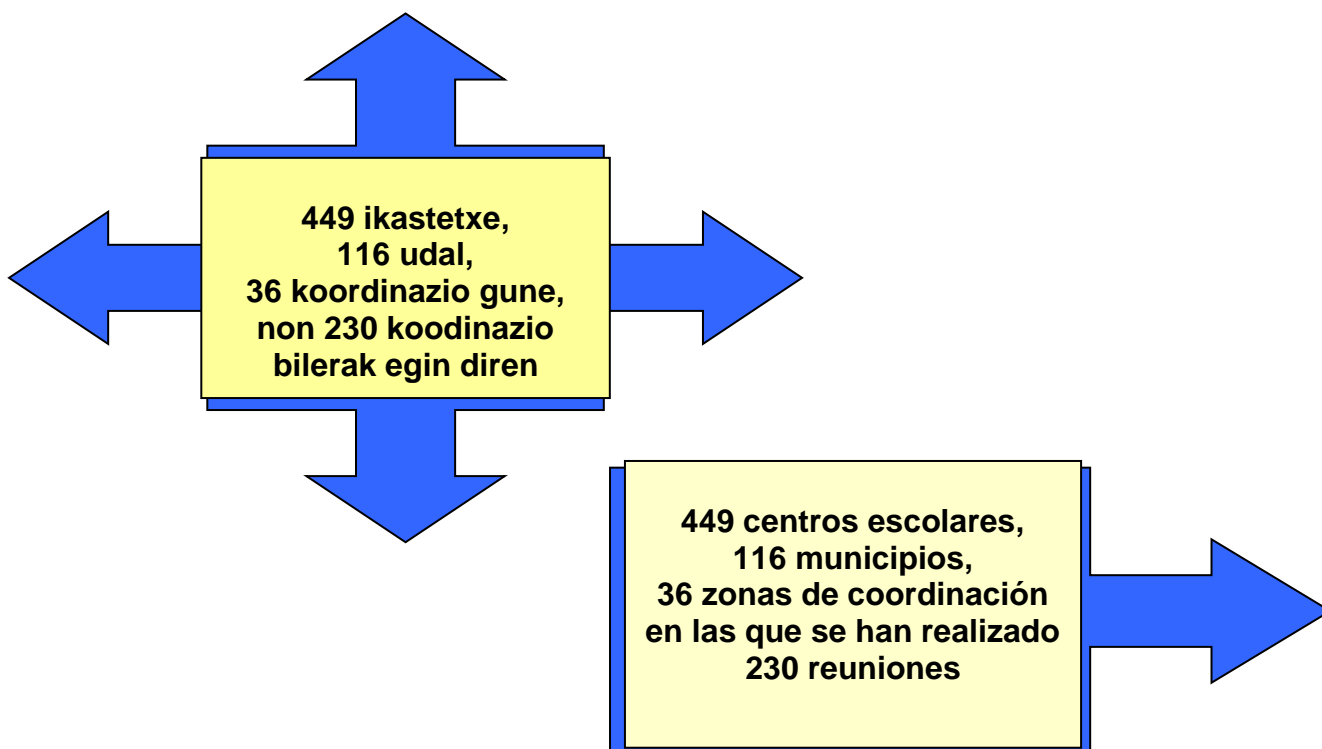 449 ikastetxe,
116 udal,
36 koordinazio gune,
non 230 koodinazio
bilerak egin diren
449 centros escolares,
116 municipios,
36 zonas de coordinación
en las que se han realizado
230 reuniones